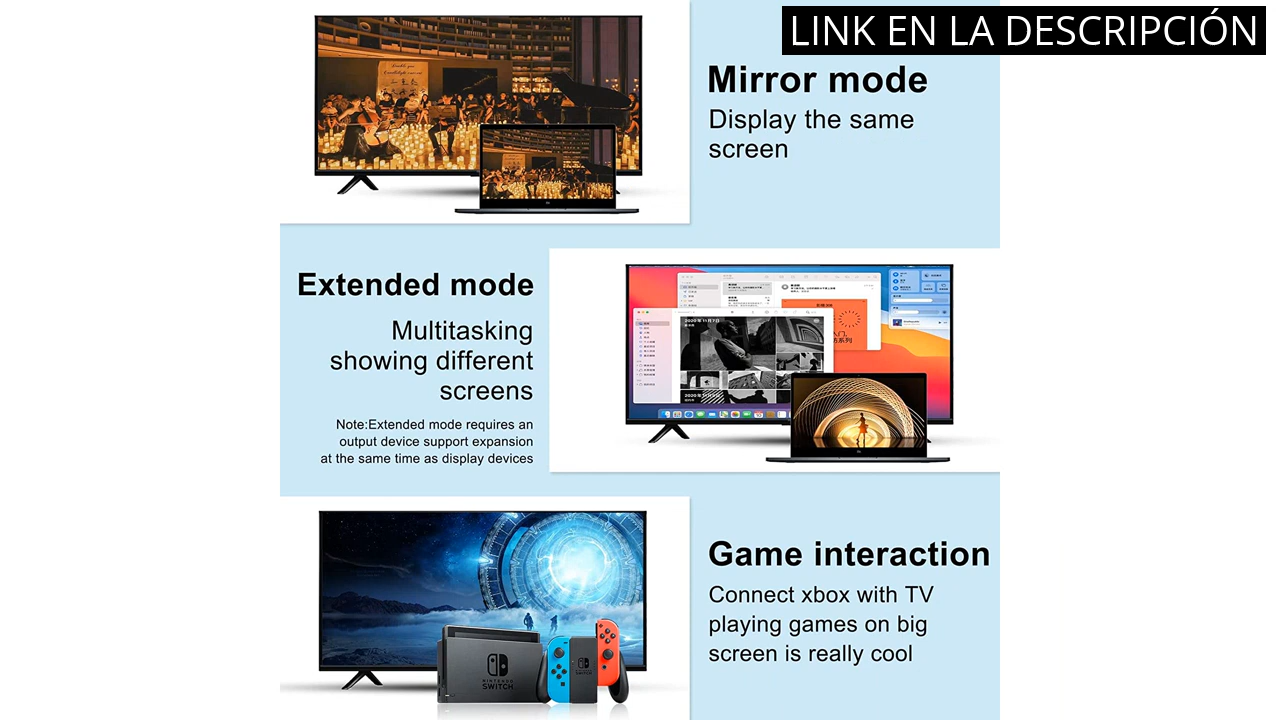 LINK EN LA DESCRIPCIÓN
Mirror mode
Display the same
screen
Extended mode
Multitasking
showing different
screens
Note:Extended mode requires an
output device support expansion
at the same time as display devices
Game interaction
Connect xbox with TV
playing games on big
screen is really cool
NINTENDO
SWITCH